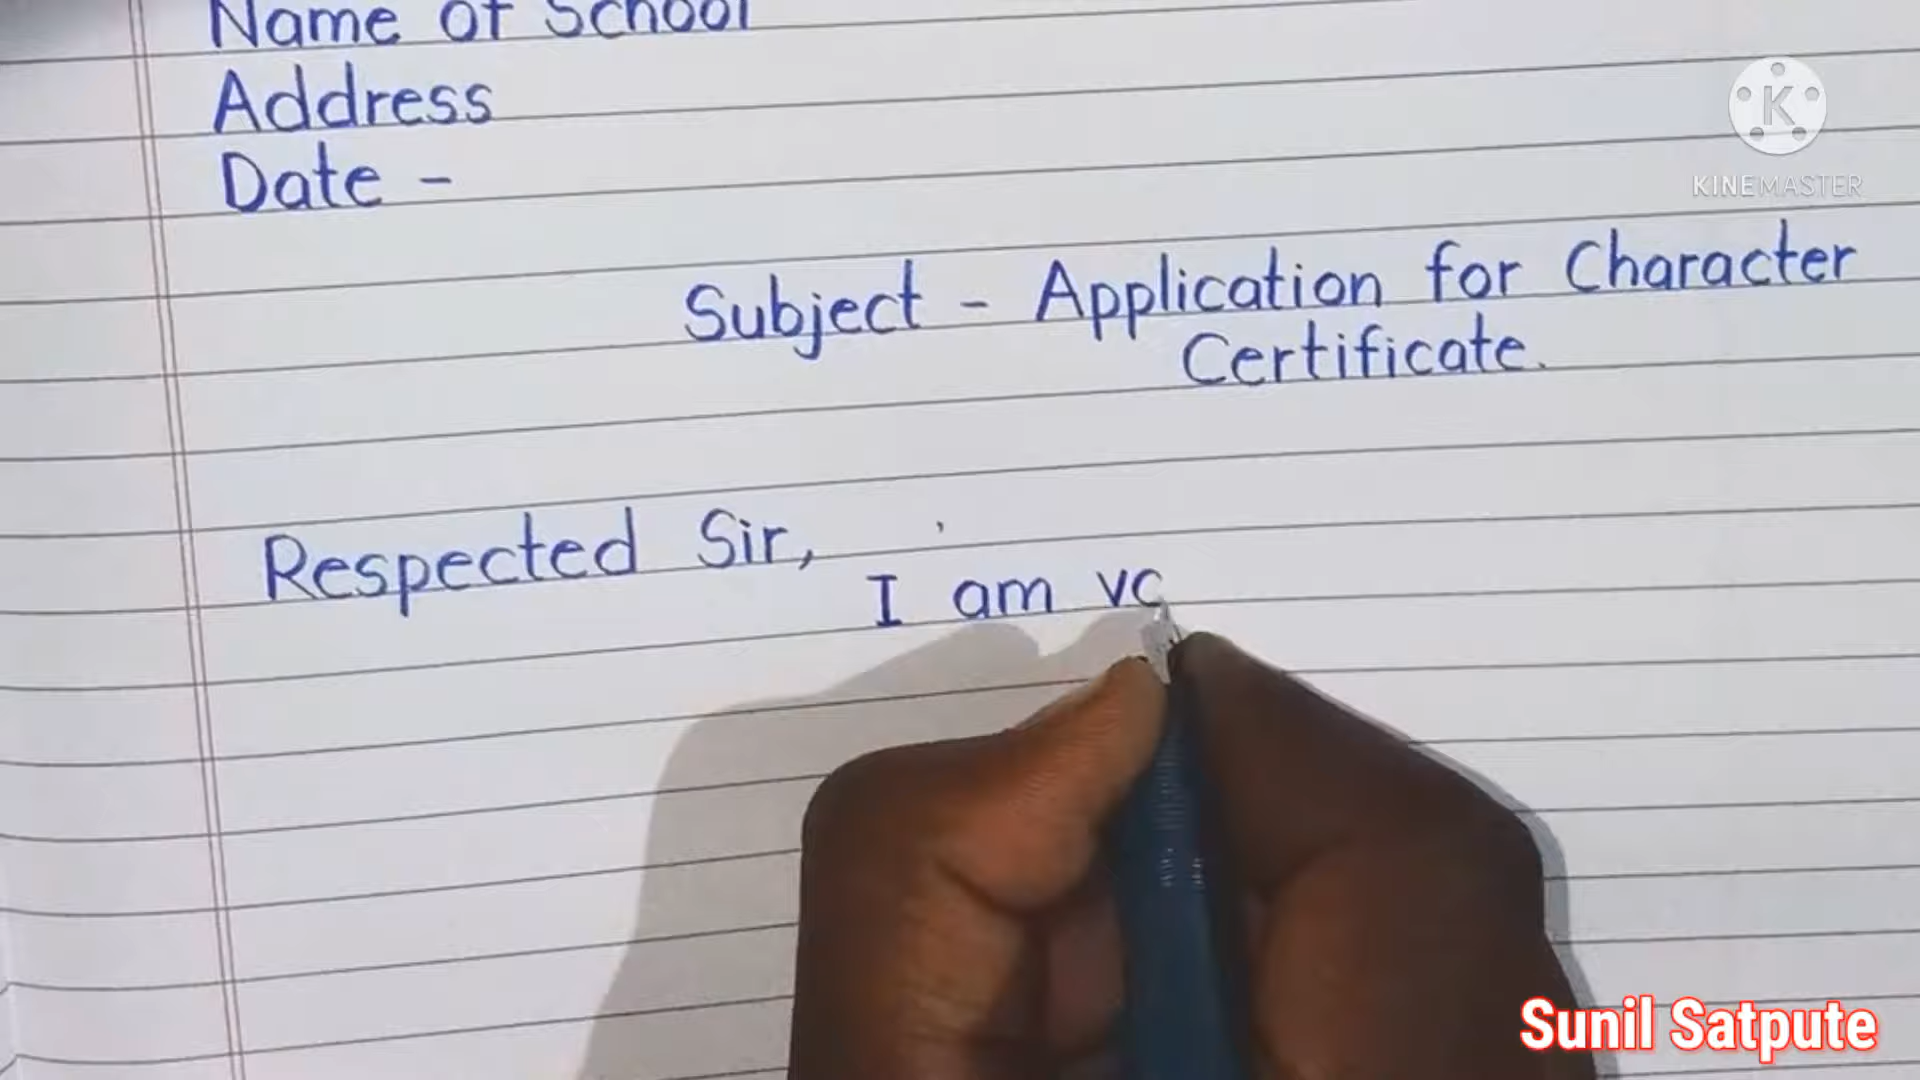 Name of School
Address
Date -
KINEMASTER
Subject - Application for Character
Certificate.
Respected Sir,
I am
Sunil Satpute